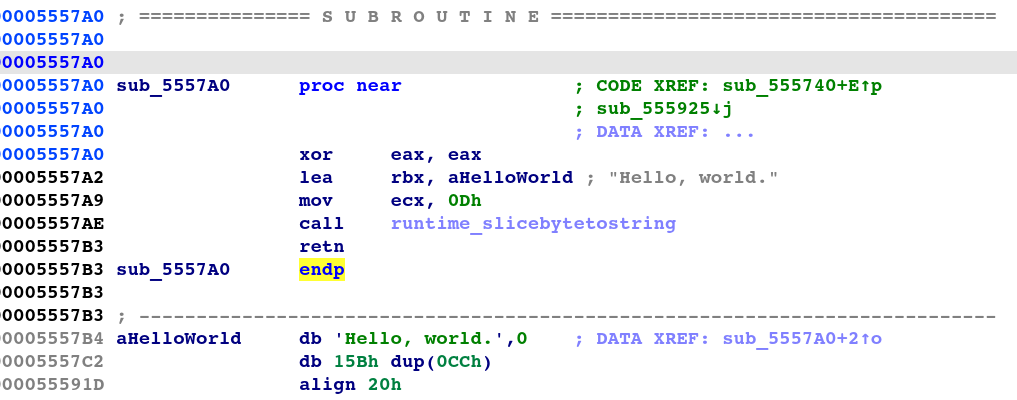 00005557A0 ; =============== S U B R O U T I N E =======================================
00005557A0
00005557A0
00005557A0 sub_5557A0 proc near ; CODE XREF: sub_555740+E↑p
00005557A0 ; sub_555925↓j
00005557A0 ; DATA XREF: ...
00005557A0 xor eax, eax
00005557A2 lea rbx, aHelloWorld ; "Hello, world."
00005557A9 mov ecx, 0Dh
00005557AE call runtime_slicebytetostring
00005557B3 retn
00005557B3 sub_5557A0 endp
00005557B3
00005557B3 ; ---------------------------------------------------------------------------
00005557B4 aHelloWorld db 'Hello, world.',0 ; DATA XREF: sub_5557A0+2↑o
00005557C2 db 15Bh dup(0CCh)
000055591D align 20h